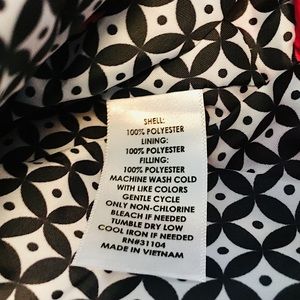 SHELL:
100% POLYESTER
LINING:
100% POLYESTER
FILLING:
100% POLYESTER
MACHINE WASH COLD
WITH LIKE COLORS
GENTLE CYCLE
ONLY NON-CHLORINE
BLEACH IF NEEDED
TUMBLE DRY LOW
COOL IRON IF NEEDED
RN#31104
MADE IN VIETNAM